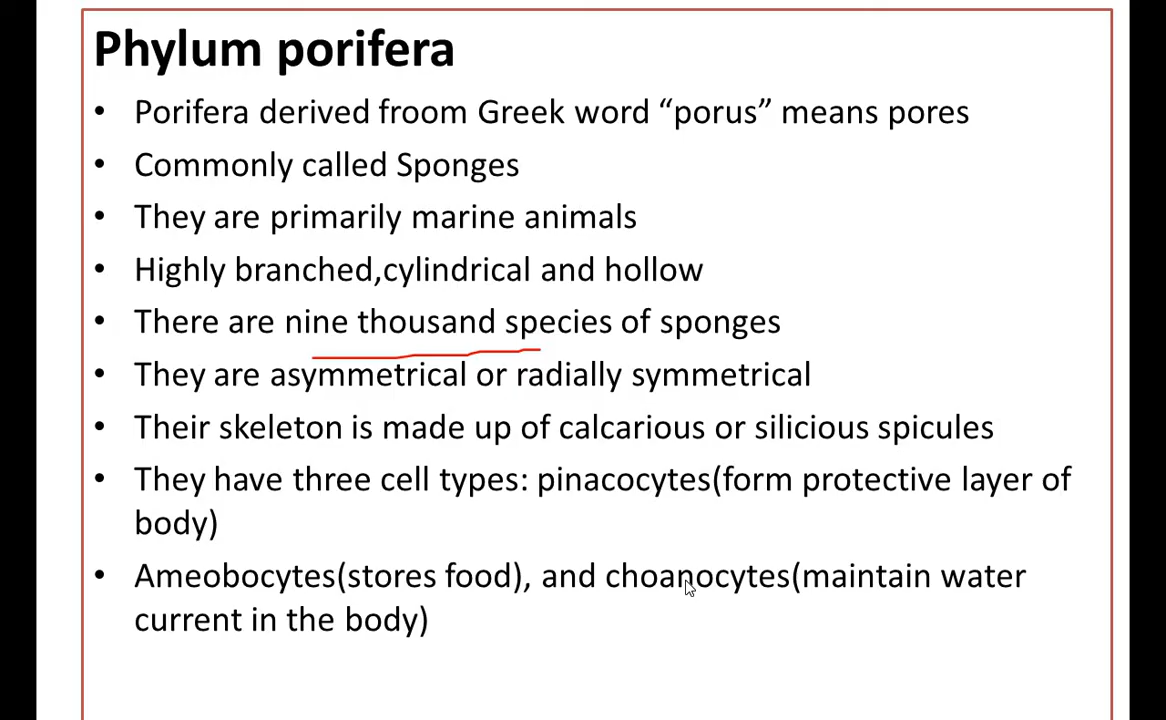 Phylum porifera
• Porifera derived froom Greek word “porus” means pores
• Commonly called Sponges
• They are primarily marine animals
• Highly branched,cylindrical and hollow
• There are nine thousand species of sponges
• They are asymmetrical or radially symmetrical
• Their skeleton is made up of calcarious or silicious spicules
• They have three cell types: pinacocytes(form protective layer of
body)
• Ameobocytes(stores food), and choanocytes(maintain water
current in the body)